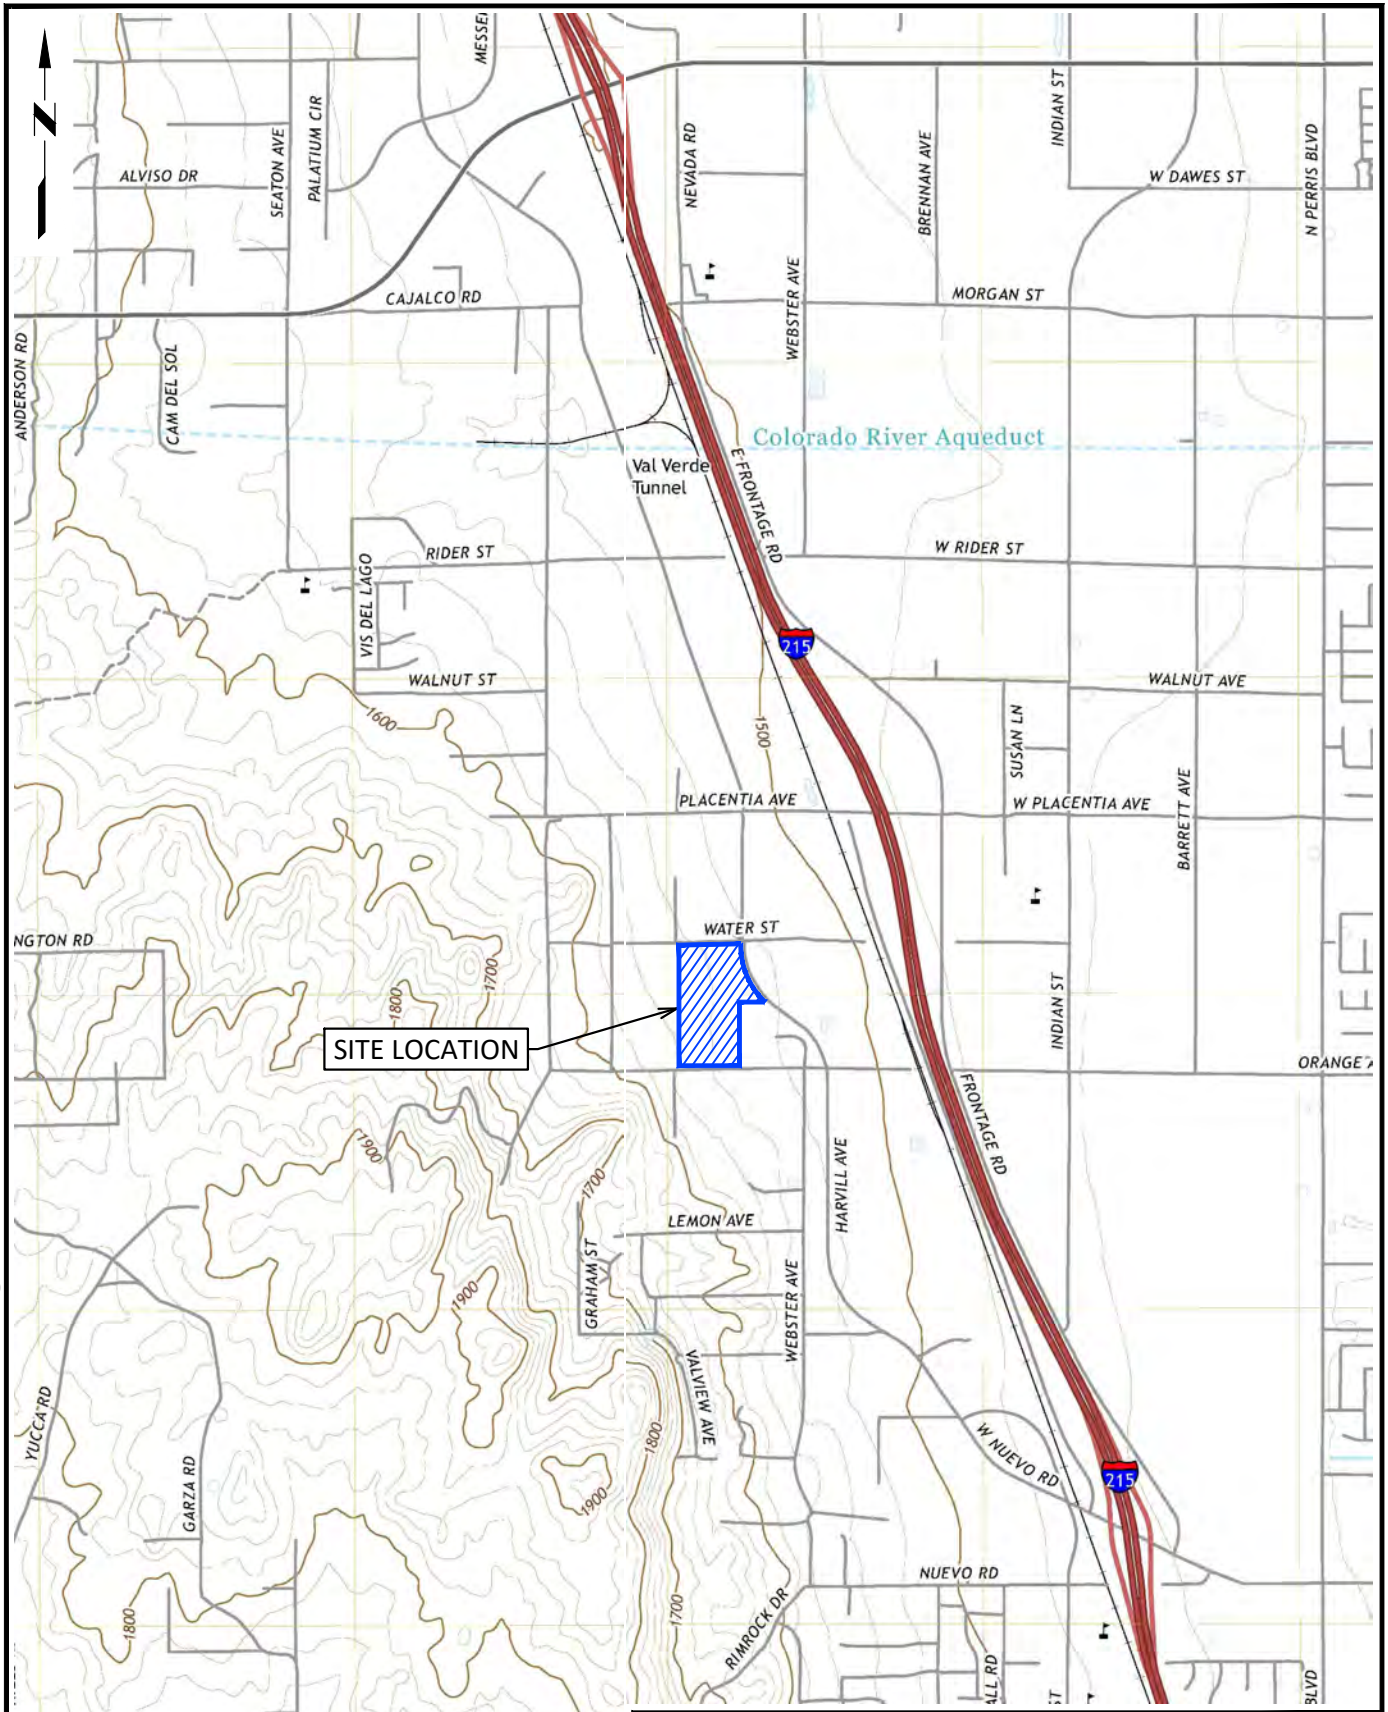 N
MESSE
ALVISO DR
SEATON AVE
PALATIUM CIR
NEVADA RD
BRENNAN AVE
INDIAN ST
W DAWES ST
N PERRIS BLVD
WEBSTER AVE
CAJALCO RD
MORGAN ST
ANDERSON RD
CAM DEL SOL
Colorado River Aqueduct
Val Verde
Tunnel
E FRONTAGE RD
RIDER ST
W RIDER ST
VIS DEL LAGO
215
WALNUT ST
WALNUT AVE
1600
1500
SUSAN LN
PLACENTIA AVE
W PLACENTIA AVE
BARRETT AVE
WATER ST
NGTON RD
1700
1800
INDIAN ST
SITE LOCATION
ORANGE A
FRONTAGE RD
1900
HARVILL AVE
1700
LEMON AVE
GRAHAM ST
WEBSTER AVE
1900
VALVIEW AVE
YUCCA RD
1800
W NUEVO RD
GARZA RD
215
1900
NUEVO RD
1800
1700
RIMROCK DR
ALL RD
ST
BLVD